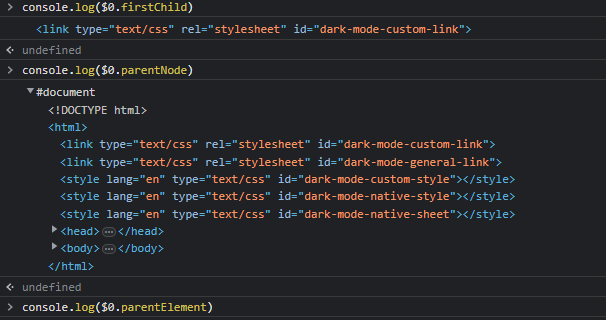 console.log($0.firstChild)
<link type="text/css" rel="stylesheet" id="dark-mode-custom-link">
undefined
console.log($0.parentNode)
#document
<!DOCTYPE html>
<html>
<link type="text/css" rel="stylesheet" id="dark-mode-custom-link">
<link type="text/css" rel="stylesheet" id="dark-mode-general-link">
<style lang="en" type="text/css" id="dark-mode-custom-style"></style>
<style lang="en" type="text/css" id="dark-mode-native-style"></style>
<style lang="en" type="text/css" id="dark-mode-native-sheet"></style>
<head>…</head>
<body>…</body>
</html>
undefined
console.log($0.parentElement)